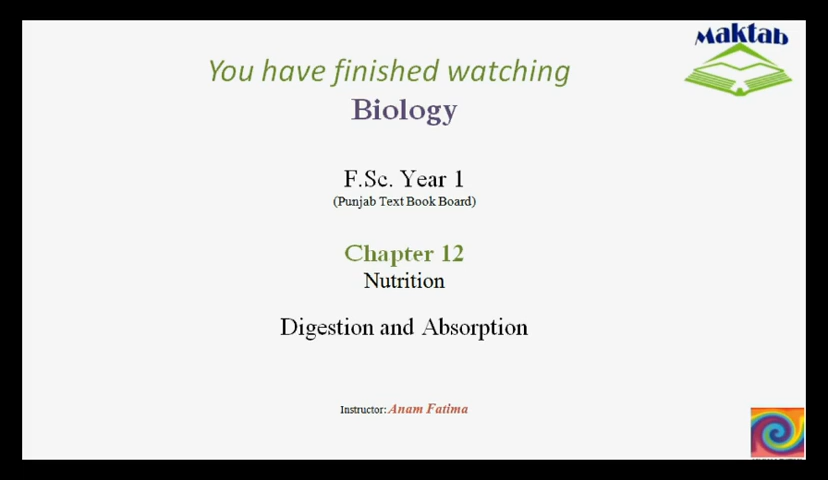 Maktab
You have finished watching
Biology
F.Sc. Year 1
(Punjab Text Book Board)
Chapter 12
Nutrition
Digestion and Absorption
Instructor: Anam Fatima